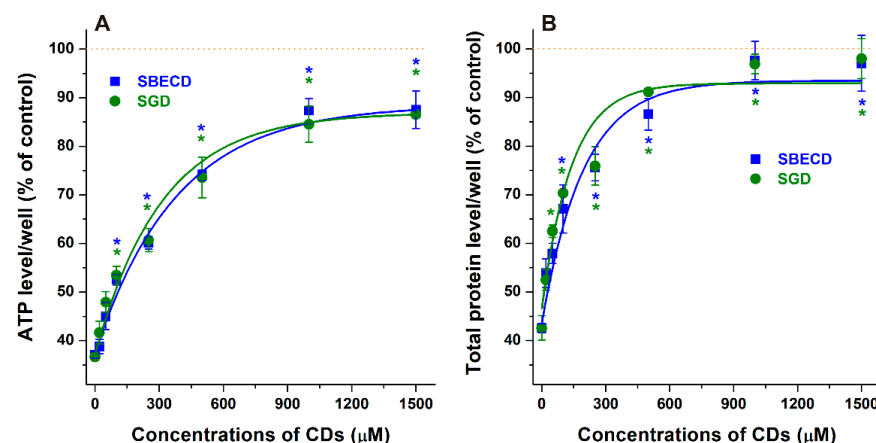 A
ATP level/well (% of control)
100
90
80
70
60
50
40
SBECD
SGD
* *
* *
* *
* *
* *
* *
0 300 600 900 1200 1500
Concentrations of CDs (μM)
B
Total protein level/well (% of control)
100
90
80
70
60
50
40
SBECD
SGD
*
* *
* *
* *
* *
* *
0 300 600 900 1200 1500
Concentrations of CDs (μM)